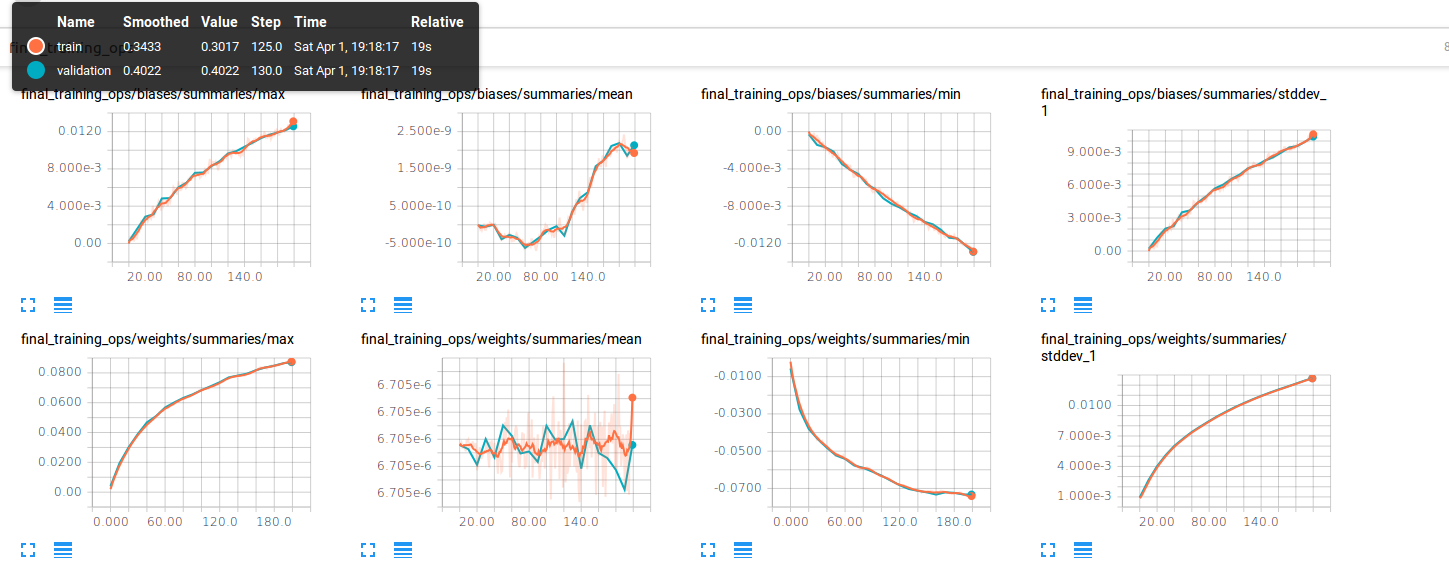 Name Smoothed Value Step Time Relative
train 0.3433 0.3017 125.0 Sat Apr 1, 19:18:17 19s
validation 0.4022 0.4022 130.0 Sat Apr 1, 19:18:17 19s
8
final_training_ops/biases/summaries/max
0.0120
8.000e-3
4.000e-3
0.00
20.00 80.00 140.0
final_training_ops/biases/summaries/mean
2.500e-9
1.500e-9
5.000e-10
-5.000e-10
20.00 80.00 140.0
final_training_ops/biases/summaries/min
0.00
-4.000e-3
-8.000e-3
-0.0120
20.00 80.00 140.0
final_training_ops/biases/summaries/stddev_
1
9.000e-3
6.000e-3
3.000e-3
0.00
20.00 80.00 140.0
final_training_ops/weights/summaries/max
0.0800
0.0600
0.0400
0.0200
0.00
0.000 60.00 120.0 180.0
final_training_ops/weights/summaries/mean
6.705e-6
6.705e-6
6.705e-6
6.705e-6
6.705e-6
20.00 80.00 140.0
final_training_ops/weights/summaries/min
-0.0100
-0.0300
-0.0500
-0.0700
0.000 60.00 120.0 180.0
final_training_ops/weights/summaries/
stddev_1
0.0100
7.000e-3
4.000e-3
1.000e-3
20.00 80.00 140.0